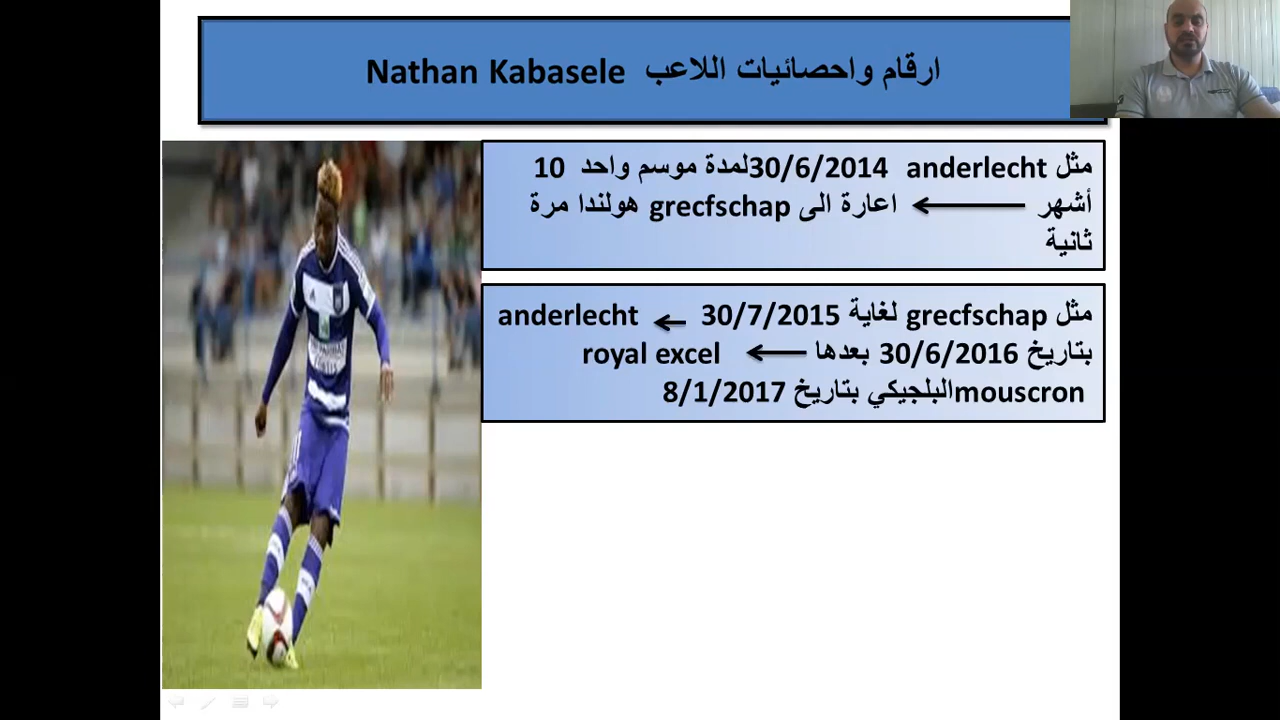 ارقام واحصائيات اللاعب Nathan Kabasele
مثل anderlecht 30/6/2014لمدة موسم واحد 10
أشهر ← اعارة الى grecfschap هولندا مرة
ثانية
مثل grecfschap لغاية 30/7/2015 ← anderlecht
بتاريخ 30/6/2016 بعدها ← royal excel
mouscronالبلجيكي بتاريخ 8/1/2017